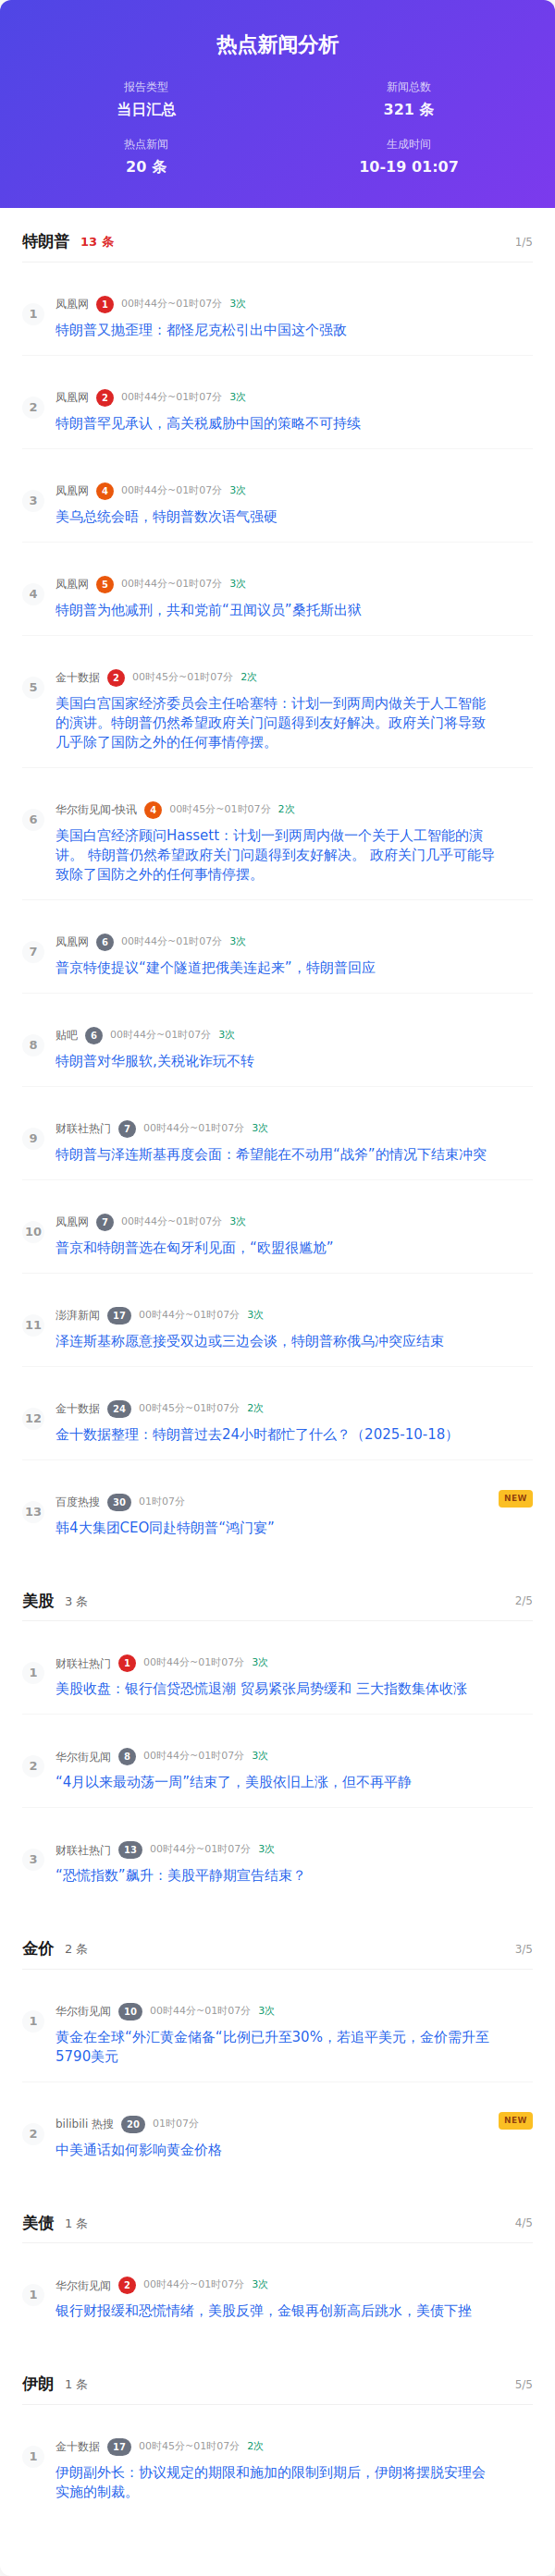 热点新闻分析
报告类型
当日汇总
新闻总数
321 条
热点新闻
20 条
生成时间
10-19 01:07
特朗普 13 条 1/5
1 凤凰网 1 00时44分~01时07分 3次
特朗普又抛歪理：都怪尼克松引出中国这个强敌
2 凤凰网 2 00时44分~01时07分 3次
特朗普罕见承认，高关税威胁中国的策略不可持续
3 凤凰网 4 00时44分~01时07分 3次
美乌总统会晤，特朗普数次语气强硬
4 凤凰网 5 00时44分~01时07分 3次
特朗普为他减刑，共和党前“丑闻议员”桑托斯出狱
5 金十数据 2 00时45分~01时07分 2次
美国白宫国家经济委员会主任哈塞特：计划一到两周内做关于人工智能
的演讲。特朗普仍然希望政府关门问题得到友好解决。政府关门将导致
几乎除了国防之外的任何事情停摆。
6 华尔街见闻-快讯 4 00时45分~01时07分 2次
美国白宫经济顾问Hassett：计划一到两周内做一个关于人工智能的演
讲。 特朗普仍然希望政府关门问题得到友好解决。 政府关门几乎可能导
致除了国防之外的任何事情停摆。
7 凤凰网 6 00时44分~01时07分 3次
普京特使提议“建个隧道把俄美连起来”，特朗普回应
8 贴吧 6 00时44分~01时07分 3次
特朗普对华服软,关税讹诈玩不转
9 财联社热门 7 00时44分~01时07分 3次
特朗普与泽连斯基再度会面：希望能在不动用“战斧”的情况下结束冲突
10 凤凰网 7 00时44分~01时07分 3次
普京和特朗普选在匈牙利见面，“欧盟很尴尬”
11 澎湃新闻 17 00时44分~01时07分 3次
泽连斯基称愿意接受双边或三边会谈，特朗普称俄乌冲突应结束
12 金十数据 24 00时45分~01时07分 2次
金十数据整理：特朗普过去24小时都忙了什么？（2025-10-18）
13 百度热搜 30 01时07分 NEW
韩4大集团CEO同赴特朗普“鸿门宴”
美股 3 条 2/5
1 财联社热门 1 00时44分~01时07分 3次
美股收盘：银行信贷恐慌退潮 贸易紧张局势缓和 三大指数集体收涨
2 华尔街见闻 8 00时44分~01时07分 3次
“4月以来最动荡一周”结束了，美股依旧上涨，但不再平静
3 财联社热门 13 00时44分~01时07分 3次
“恐慌指数”飙升：美股平静期宣告结束？
金价 2 条 3/5
1 华尔街见闻 10 00时44分~01时07分 3次
黄金在全球“外汇黄金储备“比例已升至30%，若追平美元，金价需升至
5790美元
2 bilibili 热搜 20 01时07分 NEW
中美通话如何影响黄金价格
美债 1 条 4/5
1 华尔街见闻 2 00时44分~01时07分 3次
银行财报缓和恐慌情绪，美股反弹，金银再创新高后跳水，美债下挫
伊朗 1 条 5/5
1 金十数据 17 00时45分~01时07分 2次
伊朗副外长：协议规定的期限和施加的限制到期后，伊朗将摆脱安理会
实施的制裁。